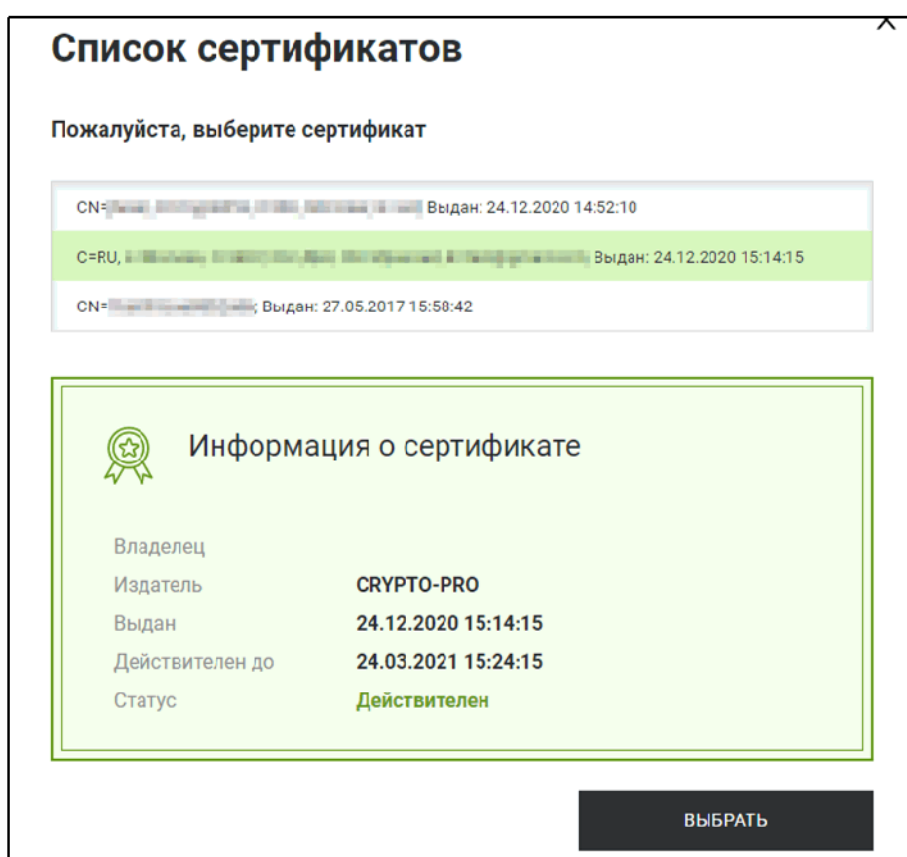 Список сертификатов
Пожалуйста, выберите сертификат
CN= Выдан: 24.12.2020 14:52:10
C=RU, Выдан: 24.12.2020 15:14:15
CN= ; Выдан: 27.05.2017 15:58:42
Информация о сертификате
Владелец
Издатель CRYPTO-PRO
Выдан 24.12.2020 15:14:15
Действителен до 24.03.2021 15:24:15
Статус Действителен
ВЫБРАТЬ